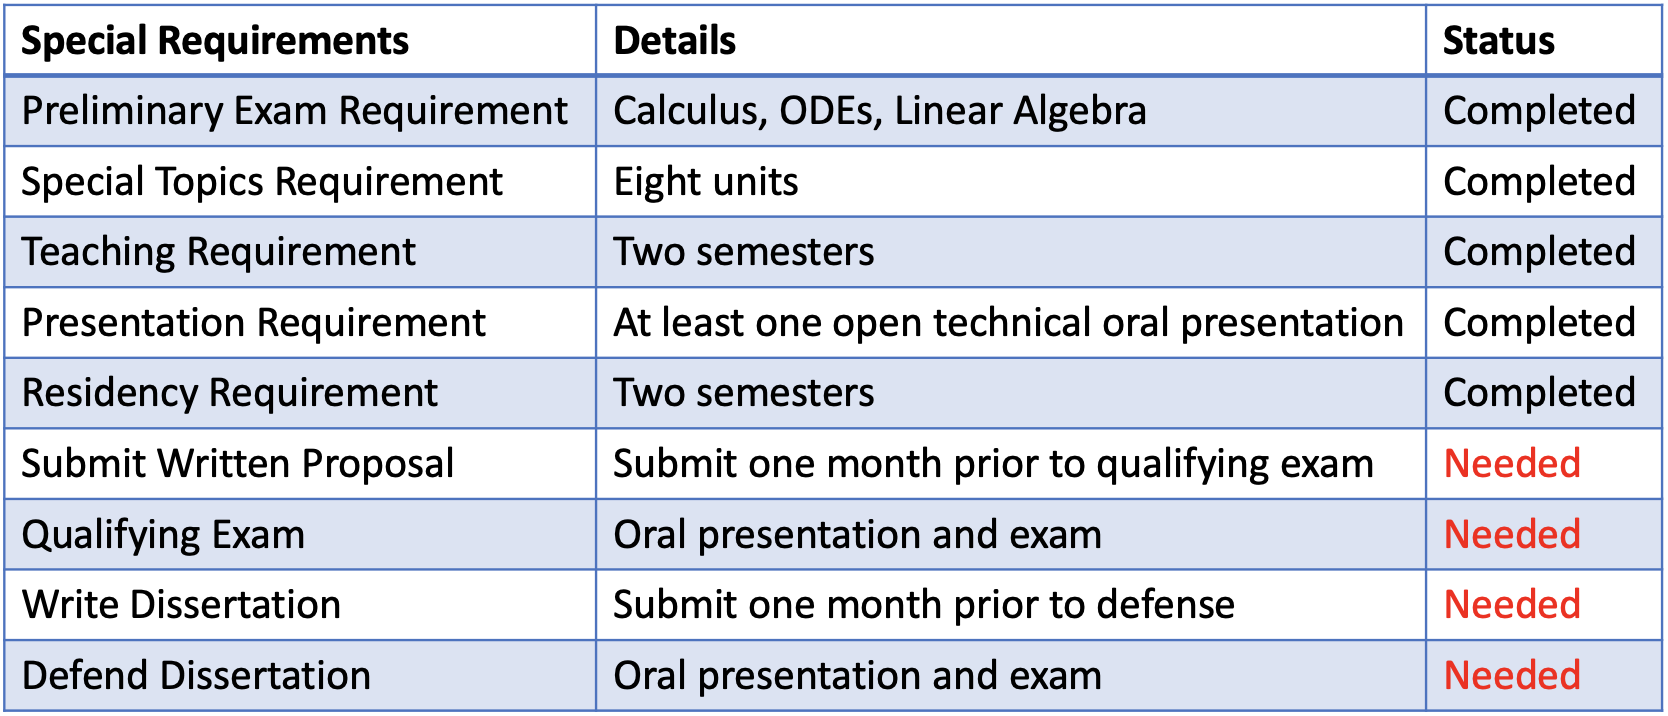 Special Requirements Details Status
Preliminary Exam Requirement Calculus, ODEs, Linear Algebra Completed
Special Topics Requirement Eight units Completed
Teaching Requirement Two semesters Completed
Presentation Requirement At least one open technical oral presentation Completed
Residency Requirement Two semesters Completed
Submit Written Proposal Submit one month prior to qualifying exam Needed
Qualifying Exam Oral presentation and exam Needed
Write Dissertation Submit one month prior to defense Needed
Defend Dissertation Oral presentation and exam Needed